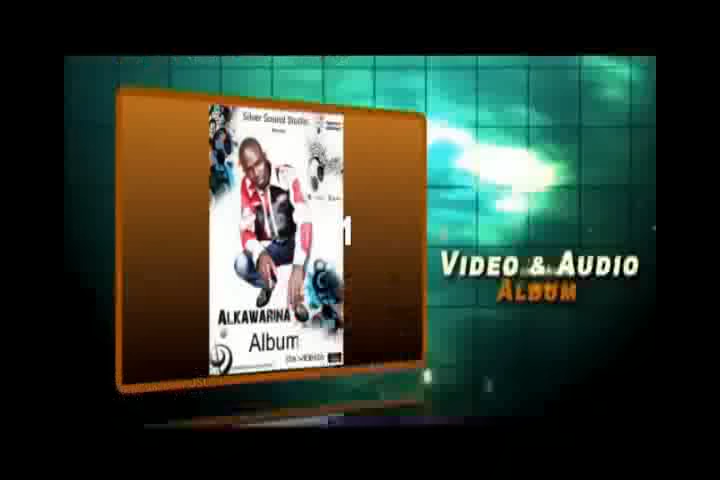 Silver Sound Studio
ALKAWARINA
Album
VIDEO & AUDIO
ALBUM